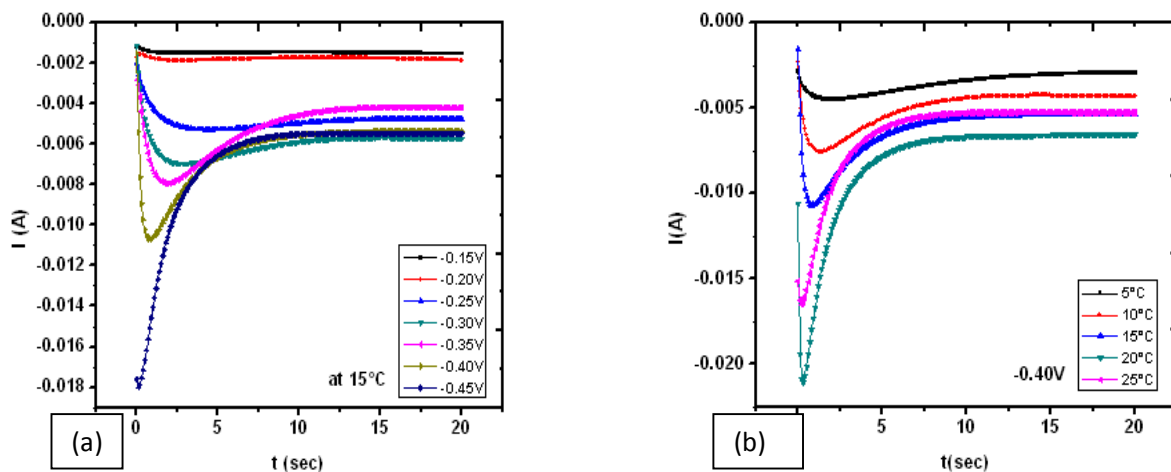 0.000
-0.002
-0.004
-0.006
-0.008
-0.010
-0.012
-0.014
-0.016
-0.018
I (A)
0 5 10 15 20
t (sec)
-0.15V
-0.20V
-0.25V
-0.30V
-0.35V
-0.40V
-0.45V
at 15°C
(a)
0.000
-0.005
-0.010
-0.015
-0.020
I(A)
5 10 15 20
t(sec)
5°C
10°C
15°C
20°C
25°C
-0.40V
(b)